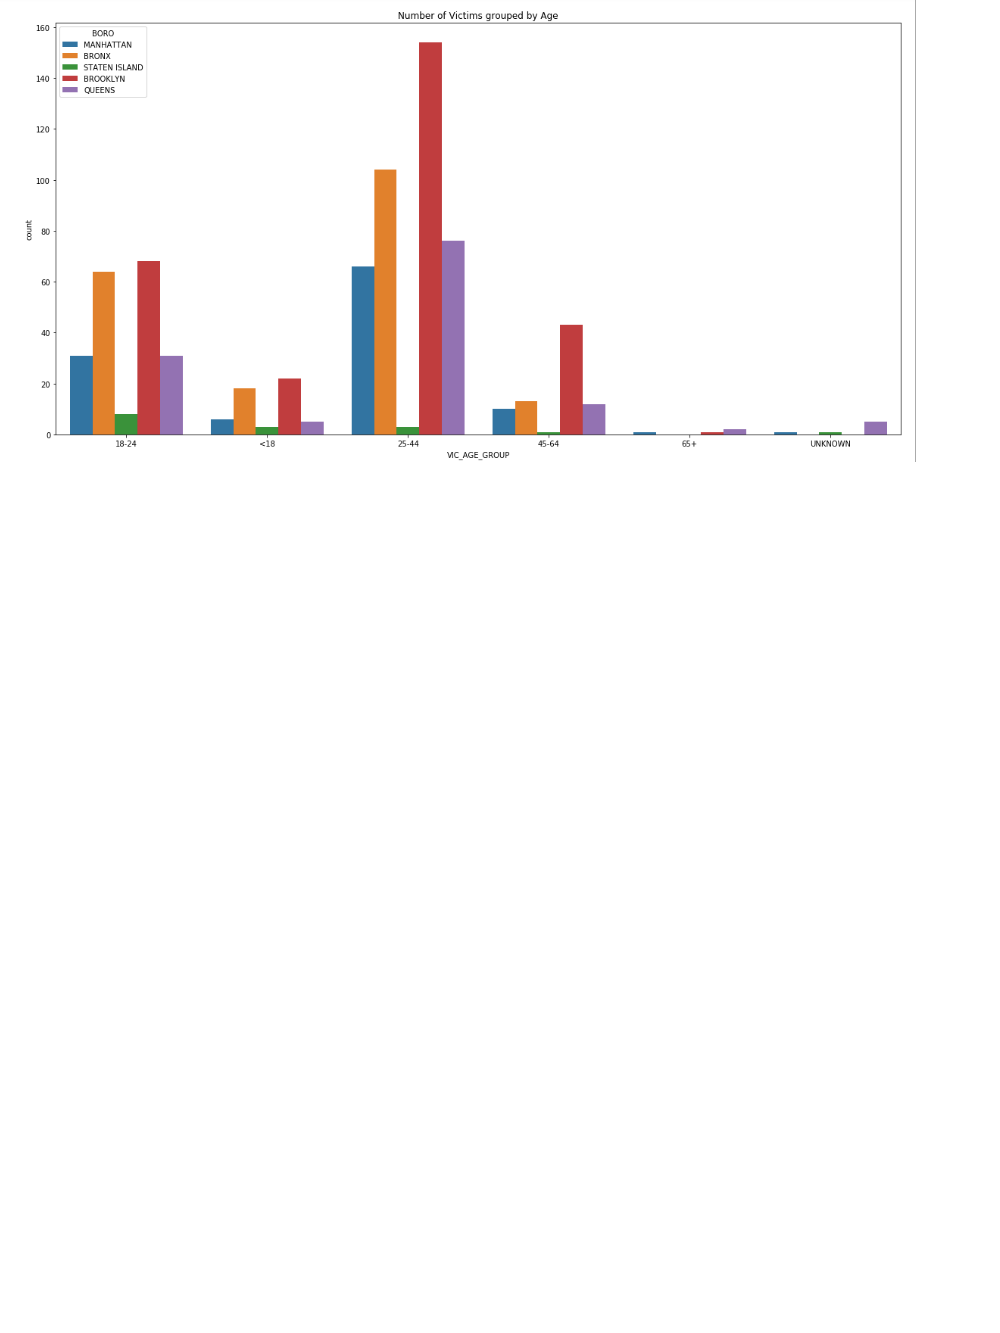 Number of Victims grouped by Age
BORO
MANHATTAN
BRONX
STATEN ISLAND
BROOKLYN
QUEENS
160
140
120
100
80
60
40
20
0
count
18-24
<18
25-44
45-64
65+
UNKNOWN
VIC_AGE_GROUP